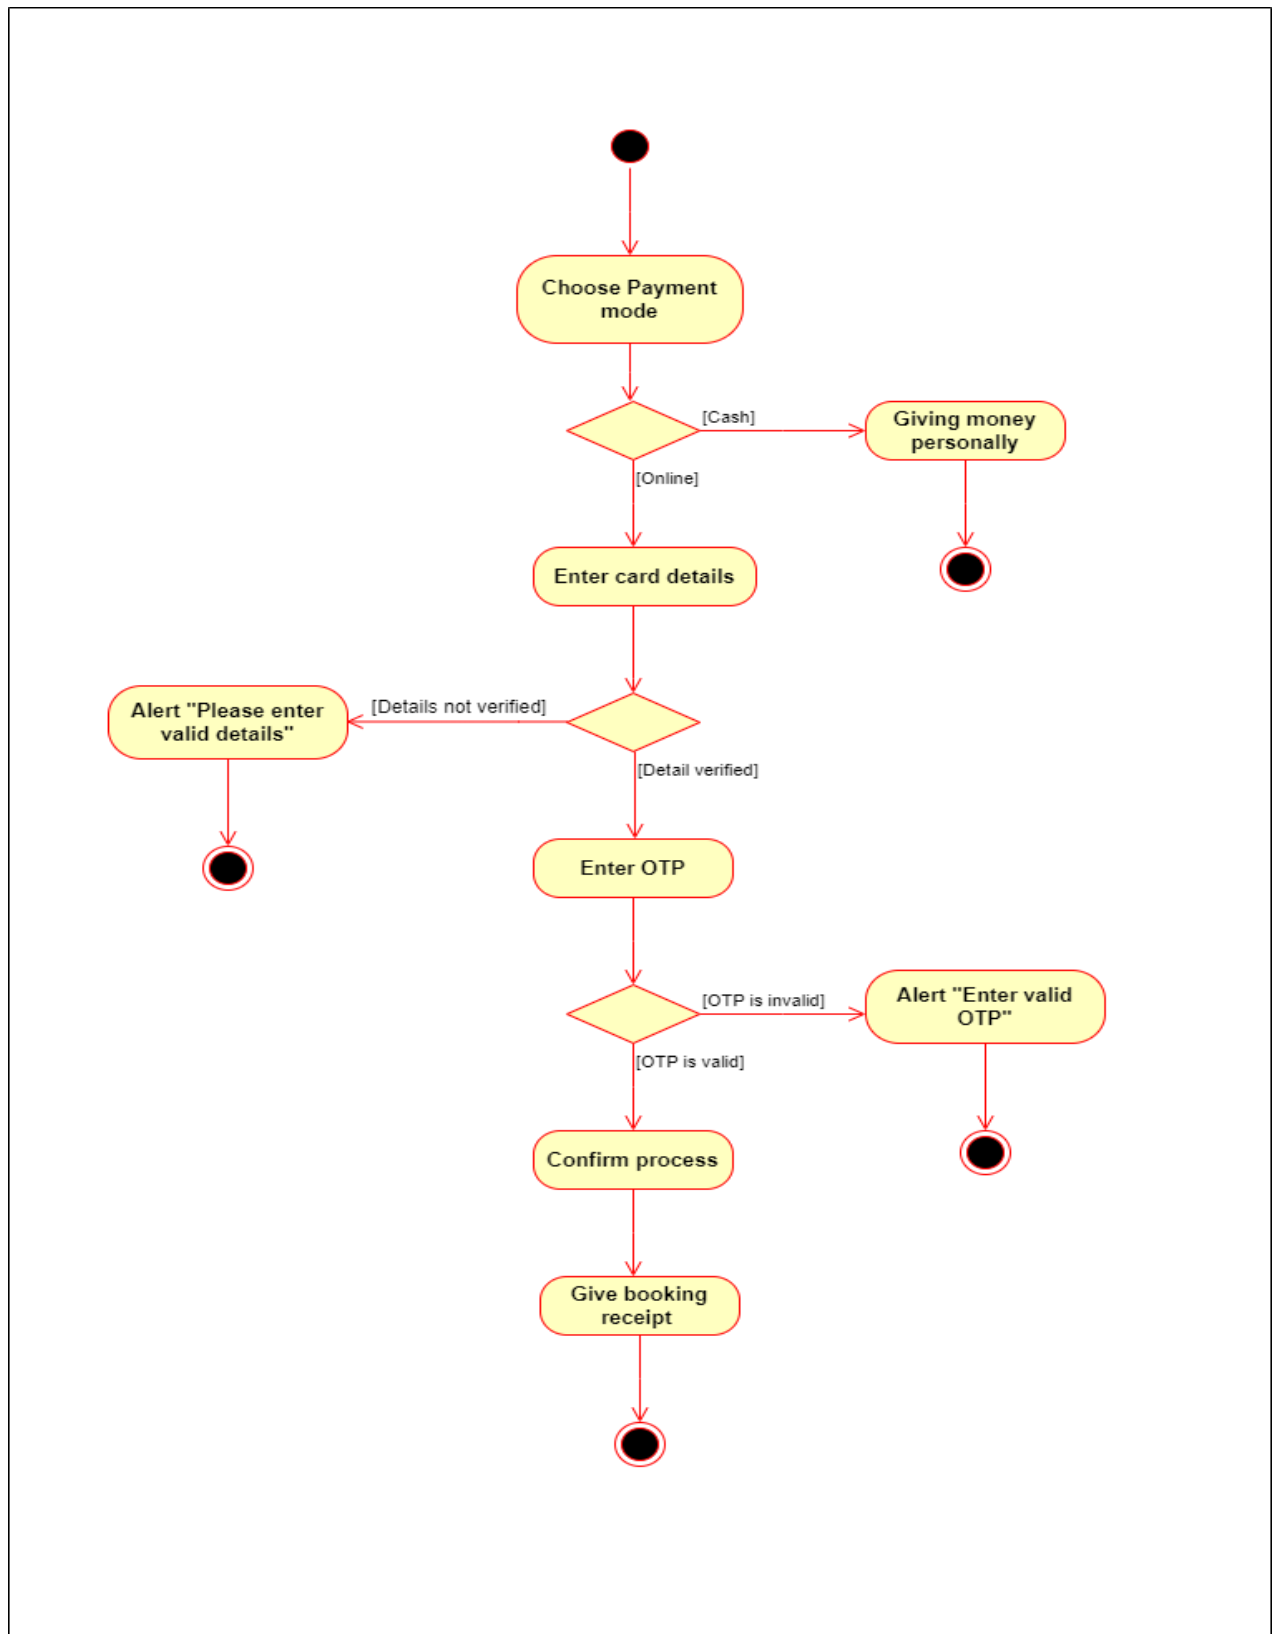 Choose Payment
mode
[Cash]
Giving money
personally
[Online]
Enter card details
[Details not verified]
Alert "Please enter
valid details"
[Detail verified]
Enter OTP
[OTP is invalid]
Alert "Enter valid
OTP"
[OTP is valid]
Confirm process
Give booking
receipt